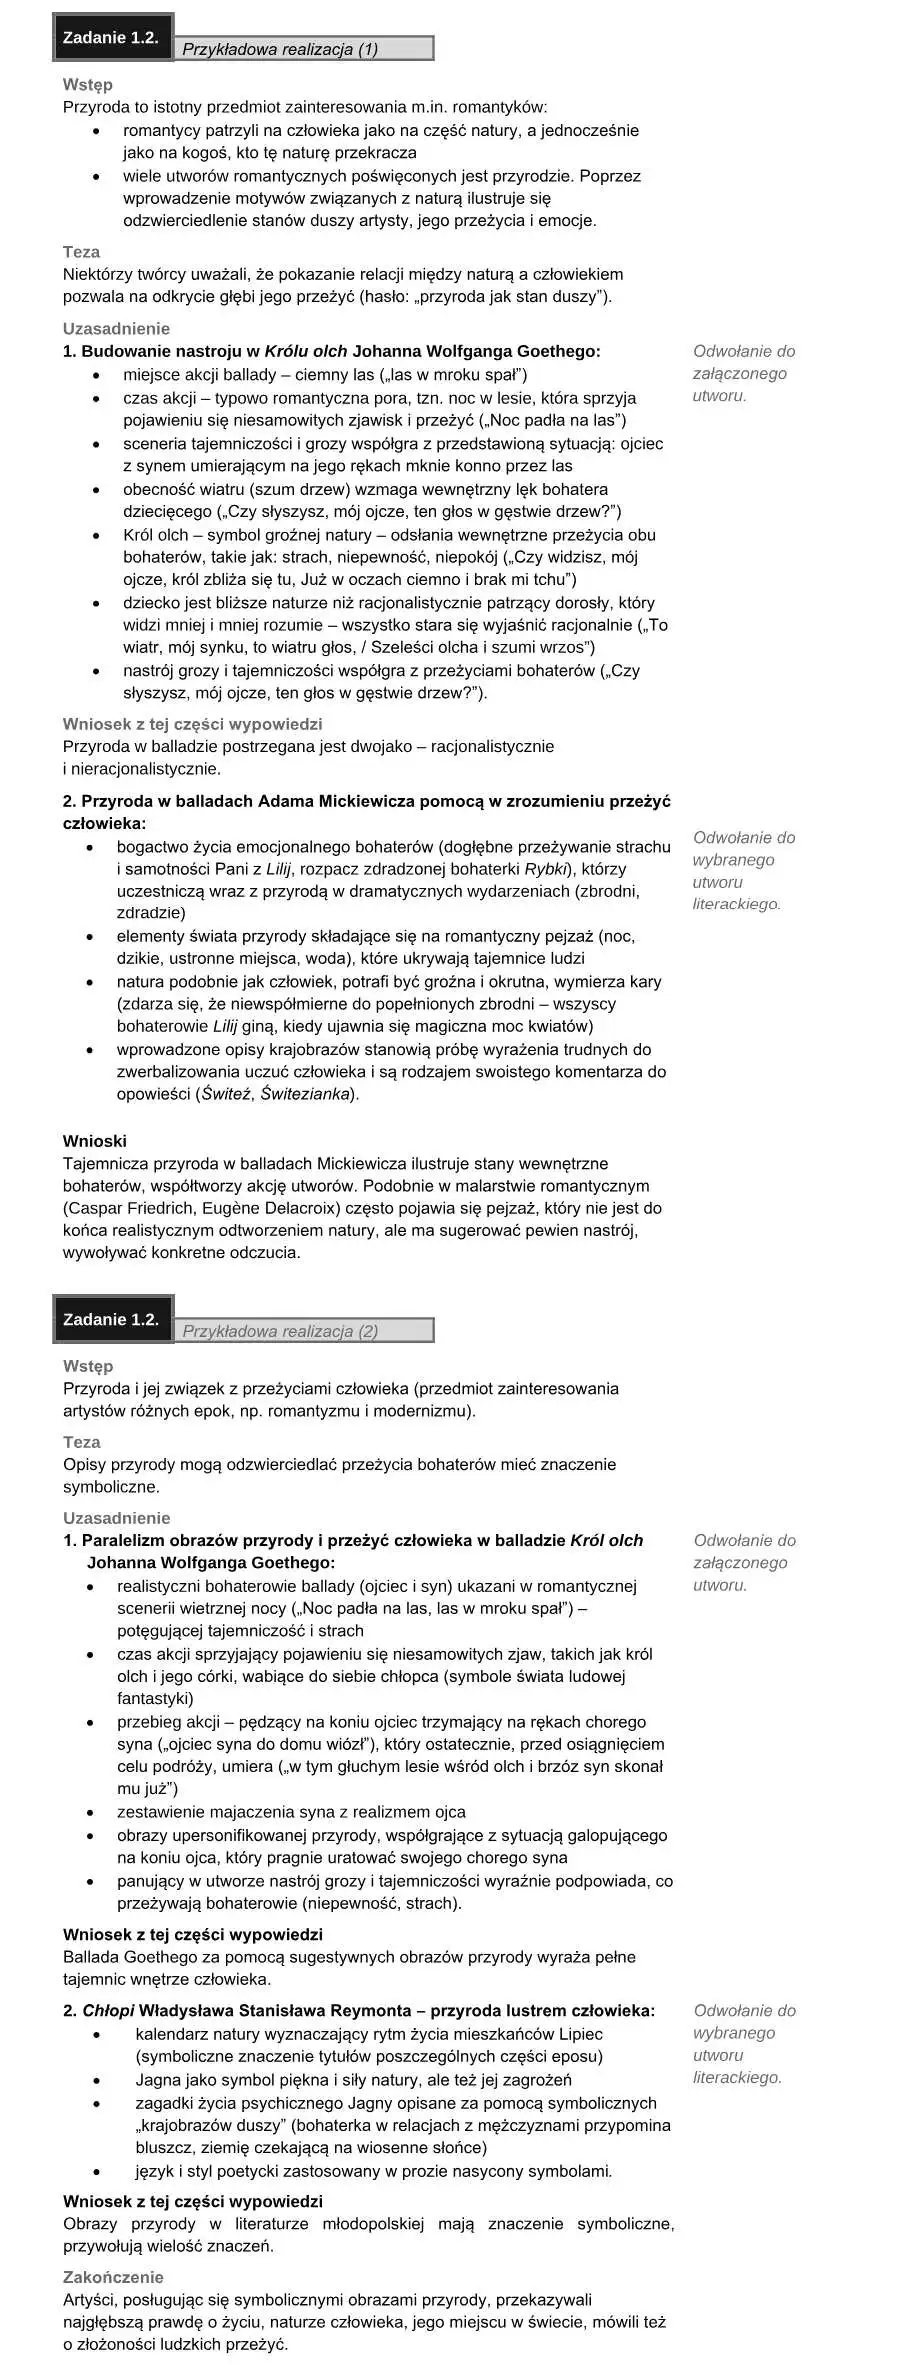 Zadanie 1.2.
Przykładowa realizacja (1)
Wstęp
Przyroda to istotny przedmiot zainteresowania m.in. romantyków:
• romantycy patrzyli na człowieka jako na część natury, a jednocześnie
jako na kogoś, kto tę naturę przekracza
• wiele utworów romantycznych poświęconych jest przyrodzie. Poprzez
wprowadzenie motywów związanych z naturą ilustruje się
odzwierciedlenie stanów duszy artysty, jego przeżycia i emocje.
Teza
Niektórzy twórcy uważali, że pokazanie relacji między naturą a człowiekiem
pozwala na odkrycie głębi jego przeżyć (hasło: „przyroda jak stan duszy”).
Uzasadnienie
1. Budowanie nastroju w Królu olch Johanna Wolfganga Goethego:
Odwołanie do
załączonego
utworu.
• miejsce akcji ballady – ciemny las („las w mroku spał”)
• czas akcji – typowo romantyczna pora, tzn. noc w lesie, która sprzyja
pojawieniu się niesamowitych zjawisk i przeżyć („Noc padła na las”)
• sceneria tajemniczości i grozy współgra z przedstawioną sytuacją: ojciec
z synem umierającym na jego rękach mknie konno przez las
• obecność wiatru (szum drzew) wzmaga wewnętrzny lęk bohatera
dziecięcego („Czy słyszysz, mój ojcze, ten głos w gęstwie drzew?”)
• Król olch – symbol groźnej natury – odsłania wewnętrzne przeżycia obu
bohaterów, takie jak: strach, niepewność, niepokój („Czy widzisz, mój
ojcze, król zbliża się tu, Już w oczach ciemno i brak mi tchu”)
• dziecko jest bliższe naturze niż racjonalistycznie patrzący dorosły, który
widzi mniej i mniej rozumie – wszystko stara się wyjaśnić racjonalnie („To
wiatr, mój synku, to wiatru głos, / Szeleści olcha i szumi wrzos”)
• nastrój grozy i tajemniczości współgra z przeżyciami bohaterów („Czy
słyszysz, mój ojcze, ten głos w gęstwie drzew?”).
Wniosek z tej części wypowiedzi
Przyroda w balladzie postrzegana jest dwojako – racjonalistycznie
i nieracjonalistycznie.
2. Przyroda w balladach Adama Mickiewicza pomocą w zrozumieniu przeżyć
człowieka:
Odwołanie do
wybranego
utworu
literackiego.
• bogactwo życia emocjonalnego bohaterów (dogłębne przeżywanie strachu
i samotności Pani z Lilij, rozpacz zdradzonej bohaterki Rybki), którzy
uczestniczą wraz z przyrodą w dramatycznych wydarzeniach (zbrodni,
zdradzie)
• elementy świata przyrody składające się na romantyczny pejzaż (noc,
dzikie, ustronne miejsca, woda), które ukrywają tajemnice ludzi
• natura podobnie jak człowiek, potrafi być groźna i okrutna, wymierza kary
(zdarza się, że niewspółmierne do popełnionych zbrodni – wszyscy
bohaterowie Lilij giną, kiedy ujawnia się magiczna moc kwiatów)
• wprowadzone opisy krajobrazów stanowią próbę wyrażenia trudnych do
zwerbalizowania uczuć człowieka i są rodzajem swoistego komentarza do
opowieści (Świteź, Świtezianka).
Wnioski
Tajemnicza przyroda w balladach Mickiewicza ilustruje stany wewnętrzne
bohaterów, współtworzy akcję utworów. Podobnie w malarstwie romantycznym
(Caspar Friedrich, Eugène Delacroix) często pojawia się pejzaż, który nie jest do
końca realistycznym odtworzeniem natury, ale ma sugerować pewien nastrój,
wywoływać konkretne odczucia.
Zadanie 1.2.
Przykładowa realizacja (2)
Wstęp
Przyroda i jej związek z przeżyciami człowieka (przedmiot zainteresowania
artystów różnych epok, np. romantyzmu i modernizmu).
Teza
Opisy przyrody mogą odzwierciedlać przeżycia bohaterów mieć znaczenie
symboliczne.
Uzasadnienie
1. Paralelizm obrazów przyrody i przeżyć człowieka w balladzie Król olch
Johanna Wolfganga Goethego:
Odwołanie do
załączonego
utworu.
• realistyczni bohaterowie ballady (ojciec i syn) ukazani w romantycznej
scenerii wietrznej nocy („Noc padła na las, las w mroku spał”) –
potęgującej tajemniczość i strach
• czas akcji sprzyjający pojawieniu się niesamowitych zjaw, takich jak król
olch i jego córki, wabiące do siebie chłopca (symbole świata ludowej
fantastyki)
• przebieg akcji – pędzący na koniu ojciec trzymający na rękach chorego
syna („ojciec syna do domu wiózł”), który ostatecznie, przed osiągnięciem
celu podróży, umiera („w tym głuchym lesie wśród olch i brzóz syn skonał
mu już”)
• zestawienie majaczenia syna z realizmem ojca
• obrazy upersonifikowanej przyrody, współgrające z sytuacją galopującego
na koniu ojca, który pragnie uratować swojego chorego syna
• panujący w utworze nastrój grozy i tajemniczości wyraźnie podpowiada, co
przeżywają bohaterowie (niepewność, strach).
Wniosek z tej części wypowiedzi
Ballada Goethego za pomocą sugestywnych obrazów przyrody wyraża pełne
tajemnic wnętrze człowieka.
2. Chłopi Władysława Stanisława Reymonta – przyroda lustrem człowieka:
Odwołanie do
wybranego
utworu
literackiego.
• kalendarz natury wyznaczający rytm życia mieszkańców Lipiec
(symboliczne znaczenie tytułów poszczególnych części eposu)
• Jagna jako symbol piękna i siły natury, ale też jej zagrożeń
• zagadki życia psychicznego Jagny opisane za pomocą symbolicznych
„krajobrazów duszy” (bohaterka w relacjach z mężczyznami przypomina
bluszcz, ziemię czekającą na wiosenne słońce)
• język i styl poetycki zastosowany w prozie nasycony symbolami.
Wniosek z tej części wypowiedzi
Obrazy przyrody w literaturze młodopolskiej mają znaczenie symboliczne,
przywołują wielość znaczeń.
Zakończenie
Artyści, posługując się symbolicznymi obrazami przyrody, przekazywali
najgłębszą prawdę o życiu, naturze człowieka, jego miejscu w świecie, mówili też
o złożoności ludzkich przeżyć.